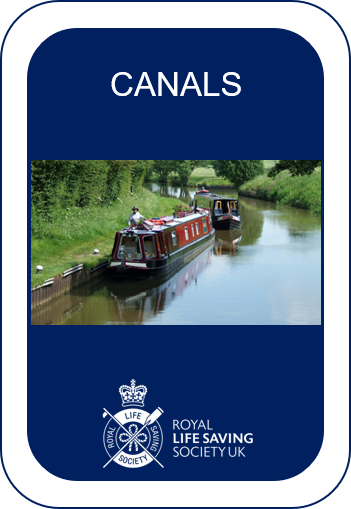 CANALS
LIFE
ROYAL
SAVING
SOCIETY
ROYAL
LIFE SAVING
SOCIETY UK